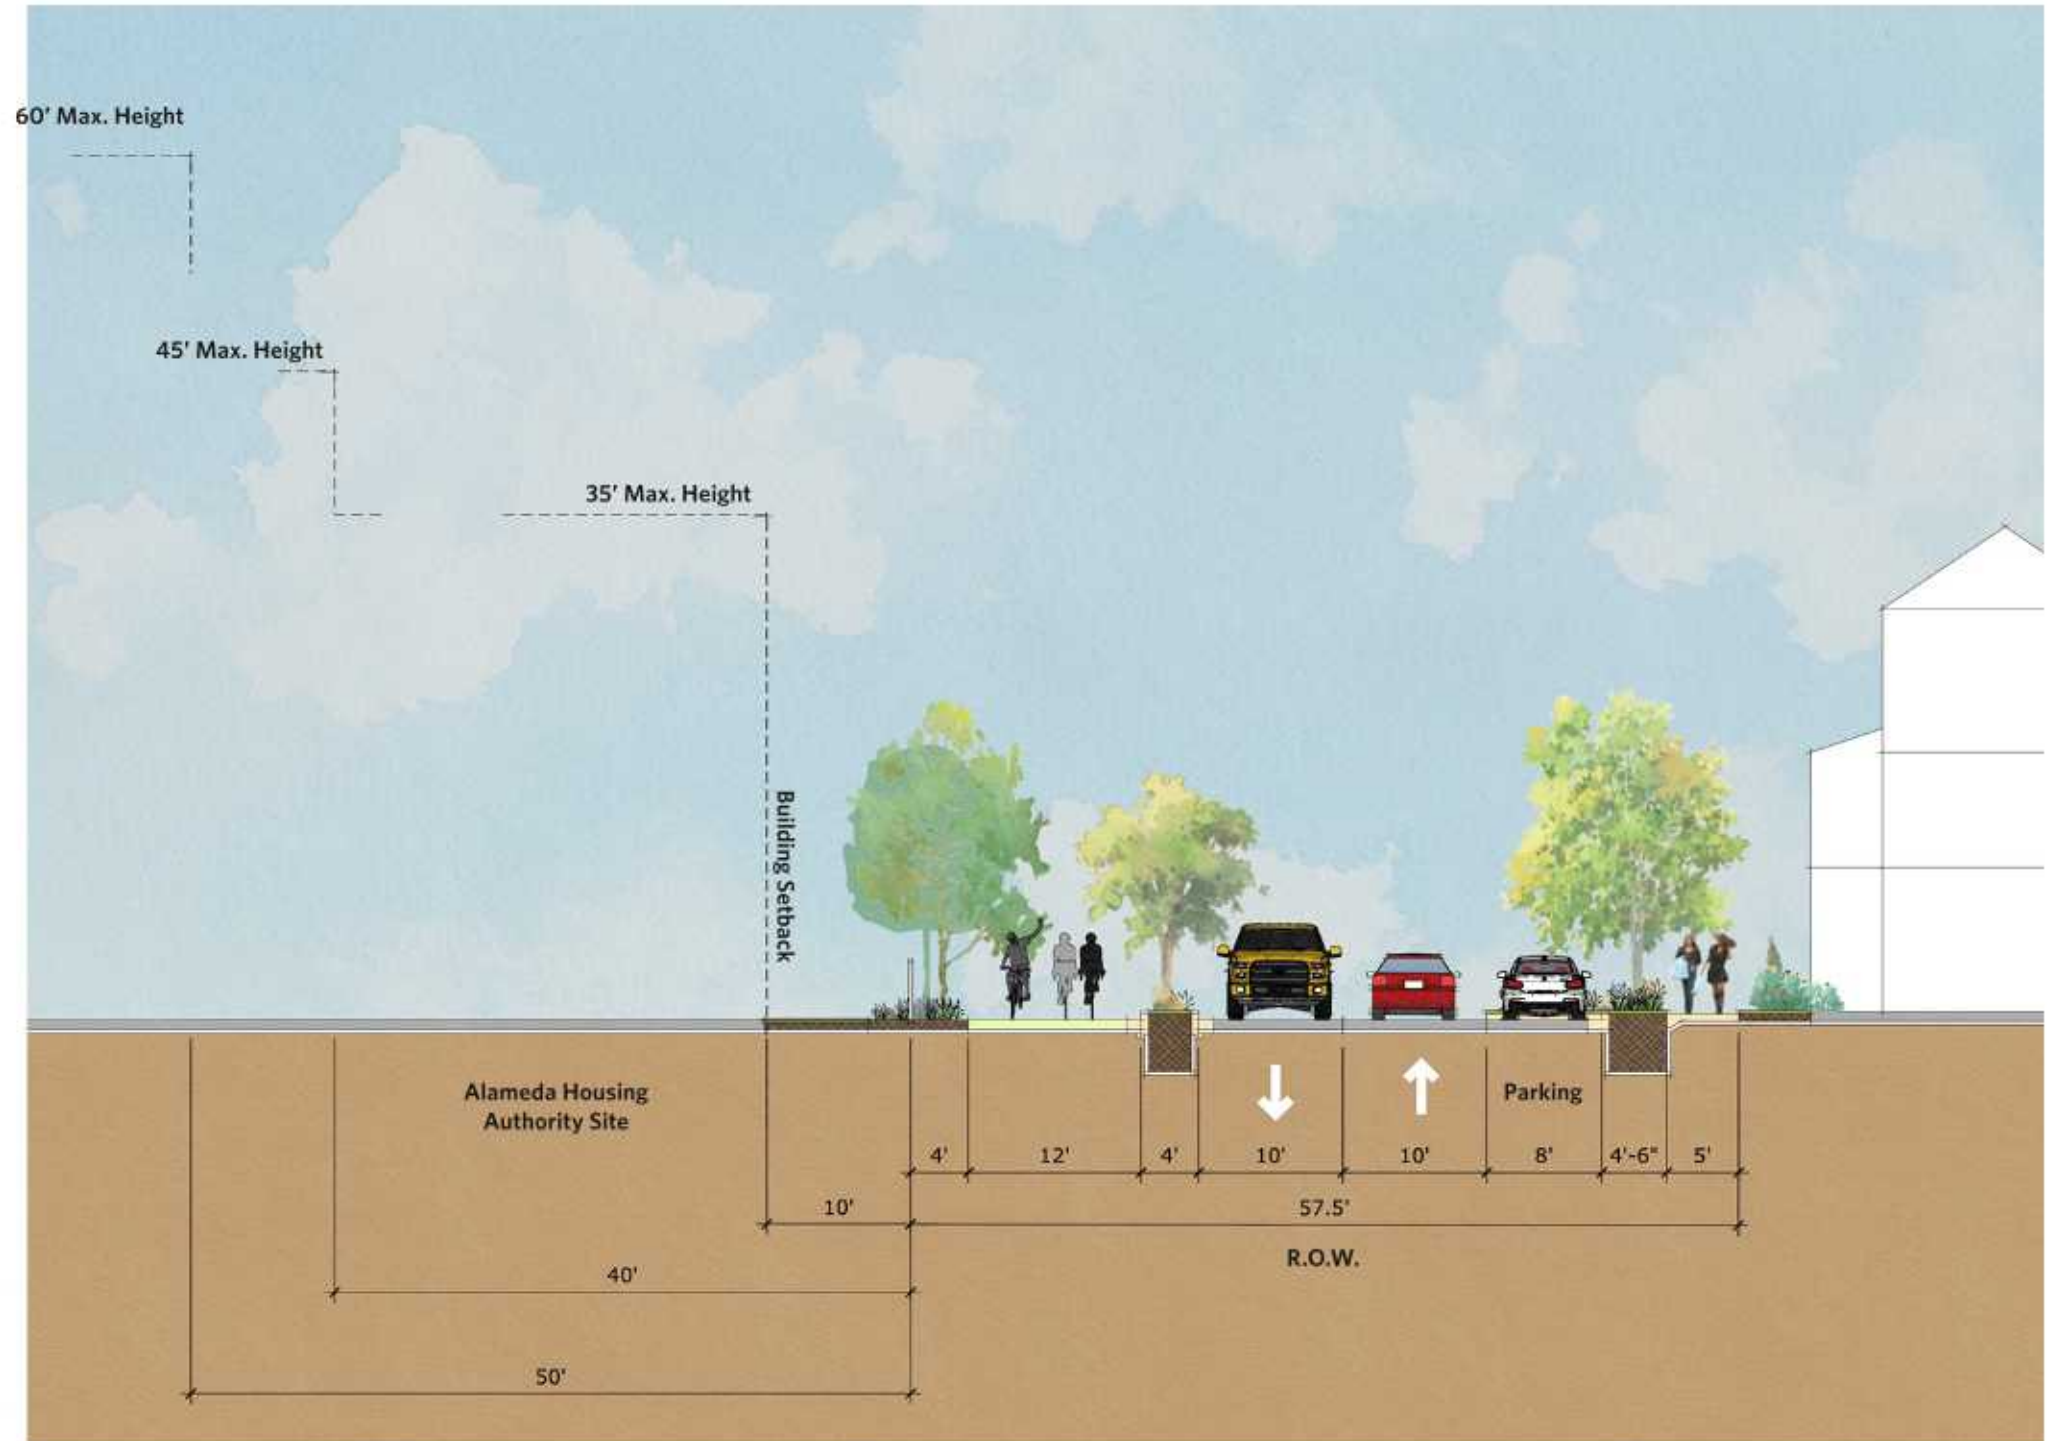 60' Max. Height
45' Max. Height
35' Max. Height
Building Setback
Alameda Housing
Authority Site
Parking
4'
12'
4'
10'
10'
8'
4'-6"
5'
10'
57.5'
R.O.W.
40'
50'